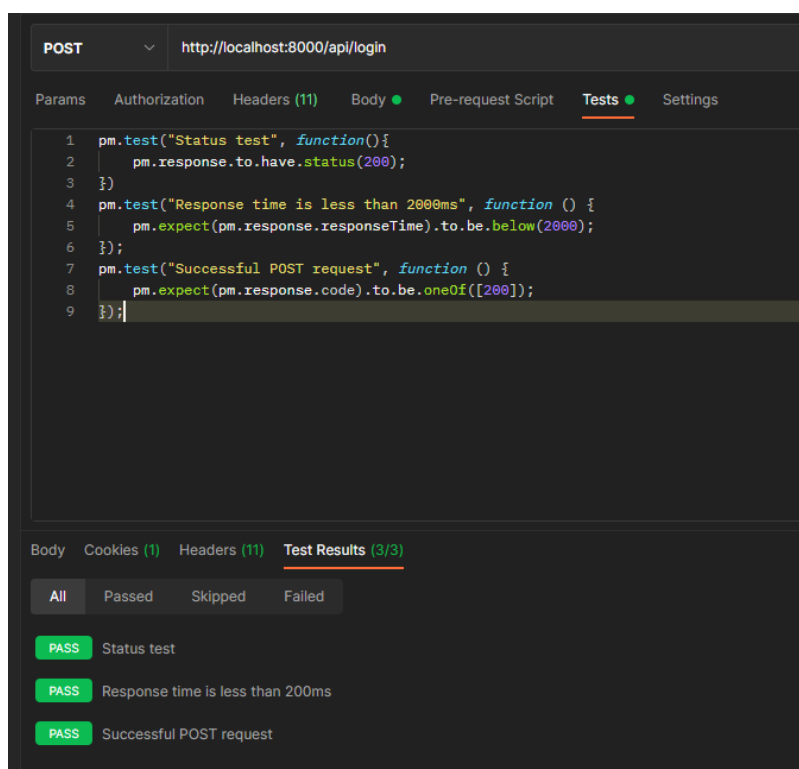 POST http://localhost:8000/api/login
Params Authorization Headers (11) Body Pre-request Script Tests Settings
1 pm.test("Status test", function(){
2 pm.response.to.have.status(200);
3 })
4 pm.test("Response time is less than 2000ms", function () {
5 pm.expect(pm.response.responseTime).to.be.below(2000);
6 });
7 pm.test("Successful POST request", function () {
8 pm.expect(pm.response.code).to.be.oneOf([200]);
9 });
Body Cookies (1) Headers (11) Test Results (3/3)
All Passed Skipped Failed
PASS Status test
PASS Response time is less than 200ms
PASS Successful POST request